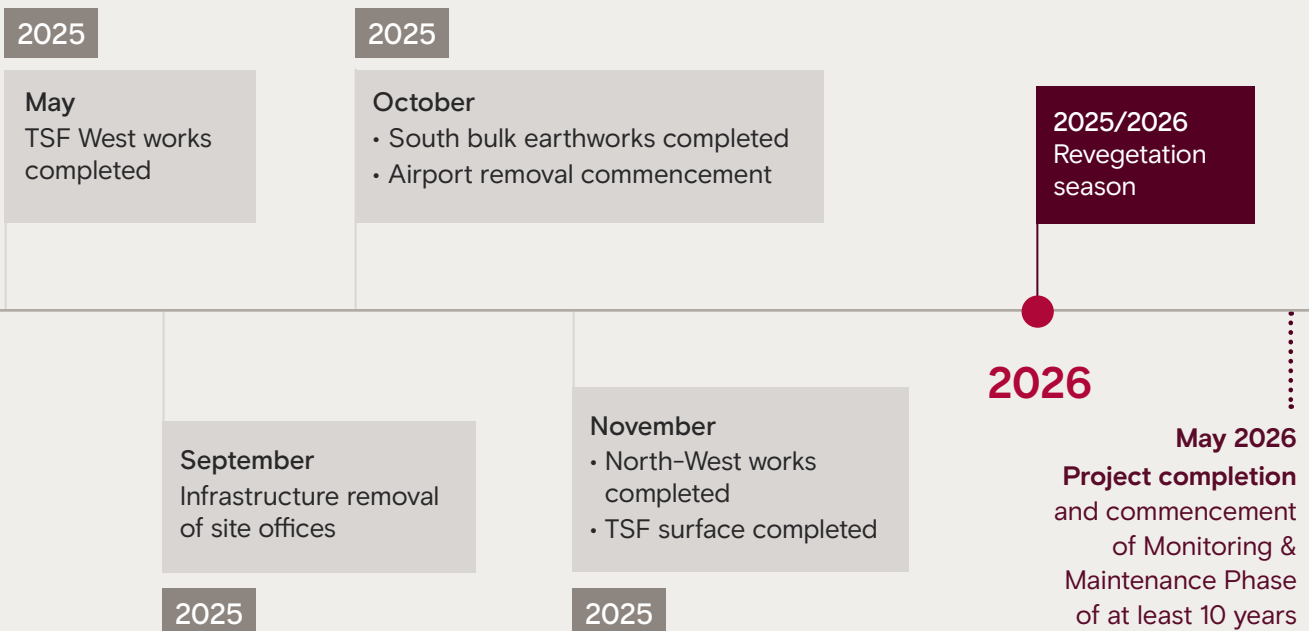 2025
May
TSF West works
completed
2025
October
• South bulk earthworks completed
• Airport removal commencement
2025/2026
Revegetation
season
September
Infrastructure removal
of site offices
2025
November
• North-West works
completed
• TSF surface completed
2025
2026
May 2026
Project completion
and commencement
of Monitoring &
Maintenance Phase
of at least 10 years